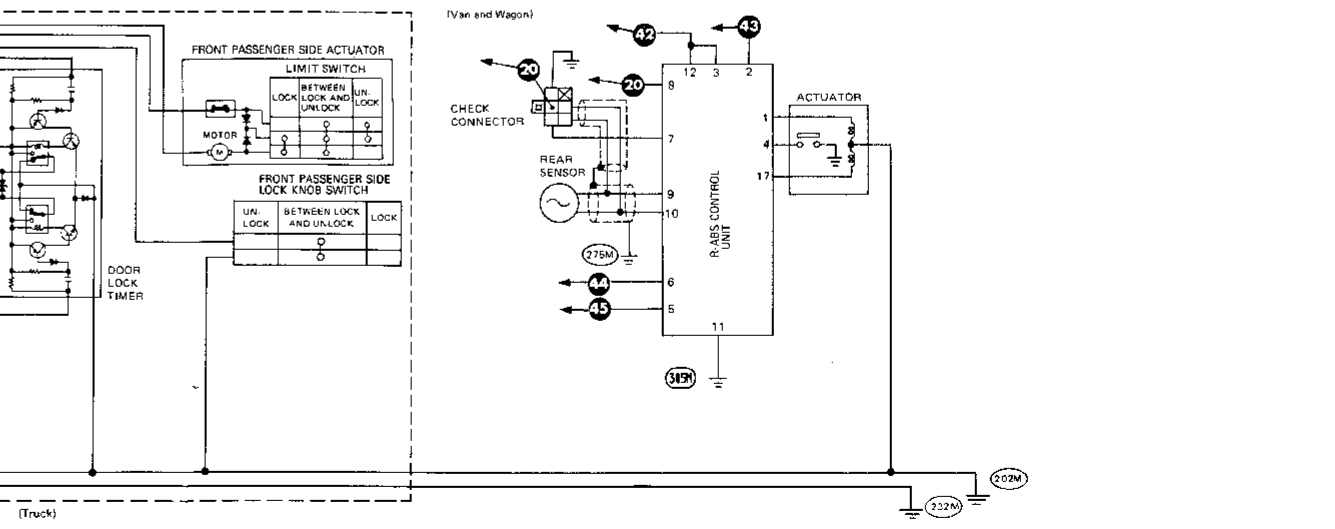 (Van and Wagon)
FRONT PASSENGER SIDE ACTUATOR
LIMIT SWITCH
LOCK
BETWEEN
LOCK AND
UNLOCK
UN-
LOCK
MOTOR
M
FRONT PASSENGER SIDE
LOCK KNOB SWITCH
UN-
LOCK
BETWEEN LOCK
AND UNLOCK
LOCK
DOOR
LOCK
TIMER
(Truck)
42
43
20
20
CHECK
CONNECTOR
REAR
SENSOR
275M
44
45
12 3 2
8
7
9
10
6
5
11
R-ABS CONTROL
UNIT
1
4
17
ACTUATOR
305M
202M
232M